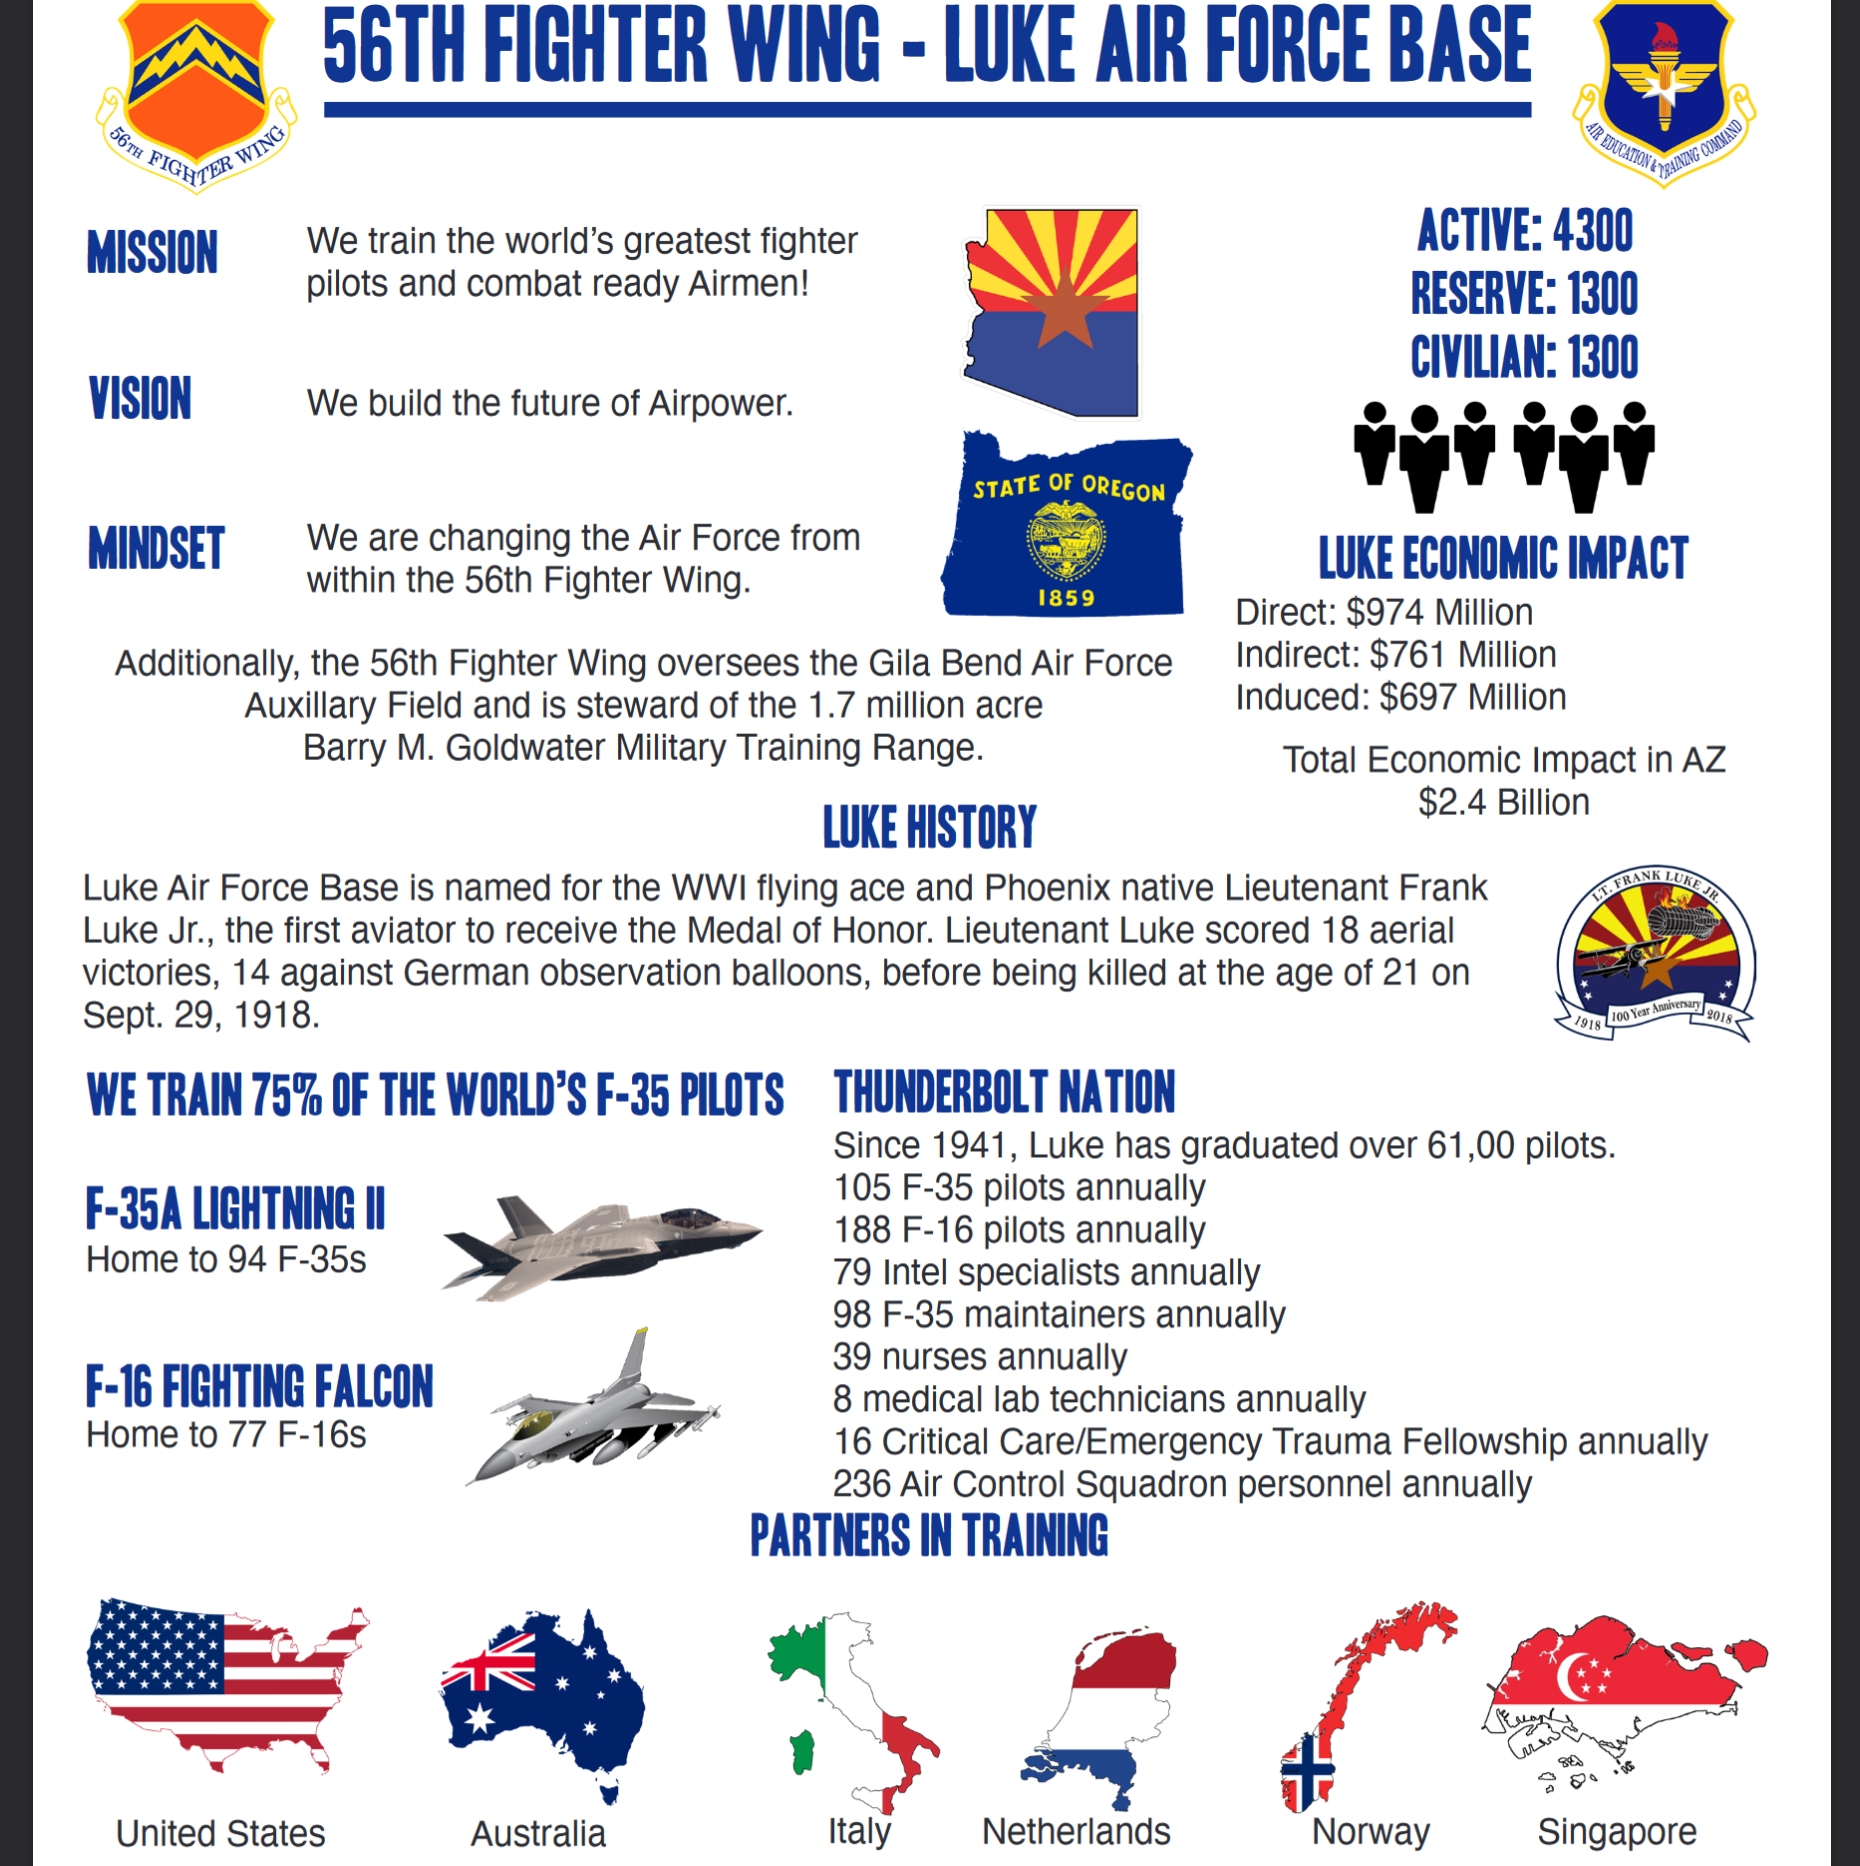 56TH FIGHTER WING - LUKE AIR FORCE BASE
56TH FIGHTER WING
AIR EDUCATION & TRAINING COMMAND
MISSION
We train the world's greatest fighter
pilots and combat ready Airmen!
VISION
We build the future of Airpower.
MINDSET
We are changing the Air Force from
within the 56th Fighter Wing.
STATE OF OREGON
1859
ACTIVE: 4300
RESERVE: 1300
CIVILIAN: 1300
LUKE ECONOMIC IMPACT
Direct: $974 Million
Indirect: $761 Million
Induced: $697 Million
Total Economic Impact in AZ
$2.4 Billion
Additionally, the 56th Fighter Wing oversees the Gila Bend Air Force
Auxillary Field and is steward of the 1.7 million acre
Barry M. Goldwater Military Training Range.
LUKE HISTORY
Luke Air Force Base is named for the WWI flying ace and Phoenix native Lieutenant Frank
Luke Jr., the first aviator to receive the Medal of Honor. Lieutenant Luke scored 18 aerial
victories, 14 against German observation balloons, before being killed at the age of 21 on
Sept. 29, 1918.
LT. FRANK LUKE JR.
1918 100 Year Anniversary 2018
WE TRAIN 75% OF THE WORLD'S F-35 PILOTS
F-35A LIGHTNING II
Home to 94 F-35s
F-16 FIGHTING FALCON
Home to 77 F-16s
THUNDERBOLT NATION
Since 1941, Luke has graduated over 61,00 pilots.
105 F-35 pilots annually
188 F-16 pilots annually
79 Intel specialists annually
98 F-35 maintainers annually
39 nurses annually
8 medical lab technicians annually
16 Critical Care/Emergency Trauma Fellowship annually
236 Air Control Squadron personnel annually
PARTNERS IN TRAINING
United States
Australia
Italy
Netherlands
Norway
Singapore